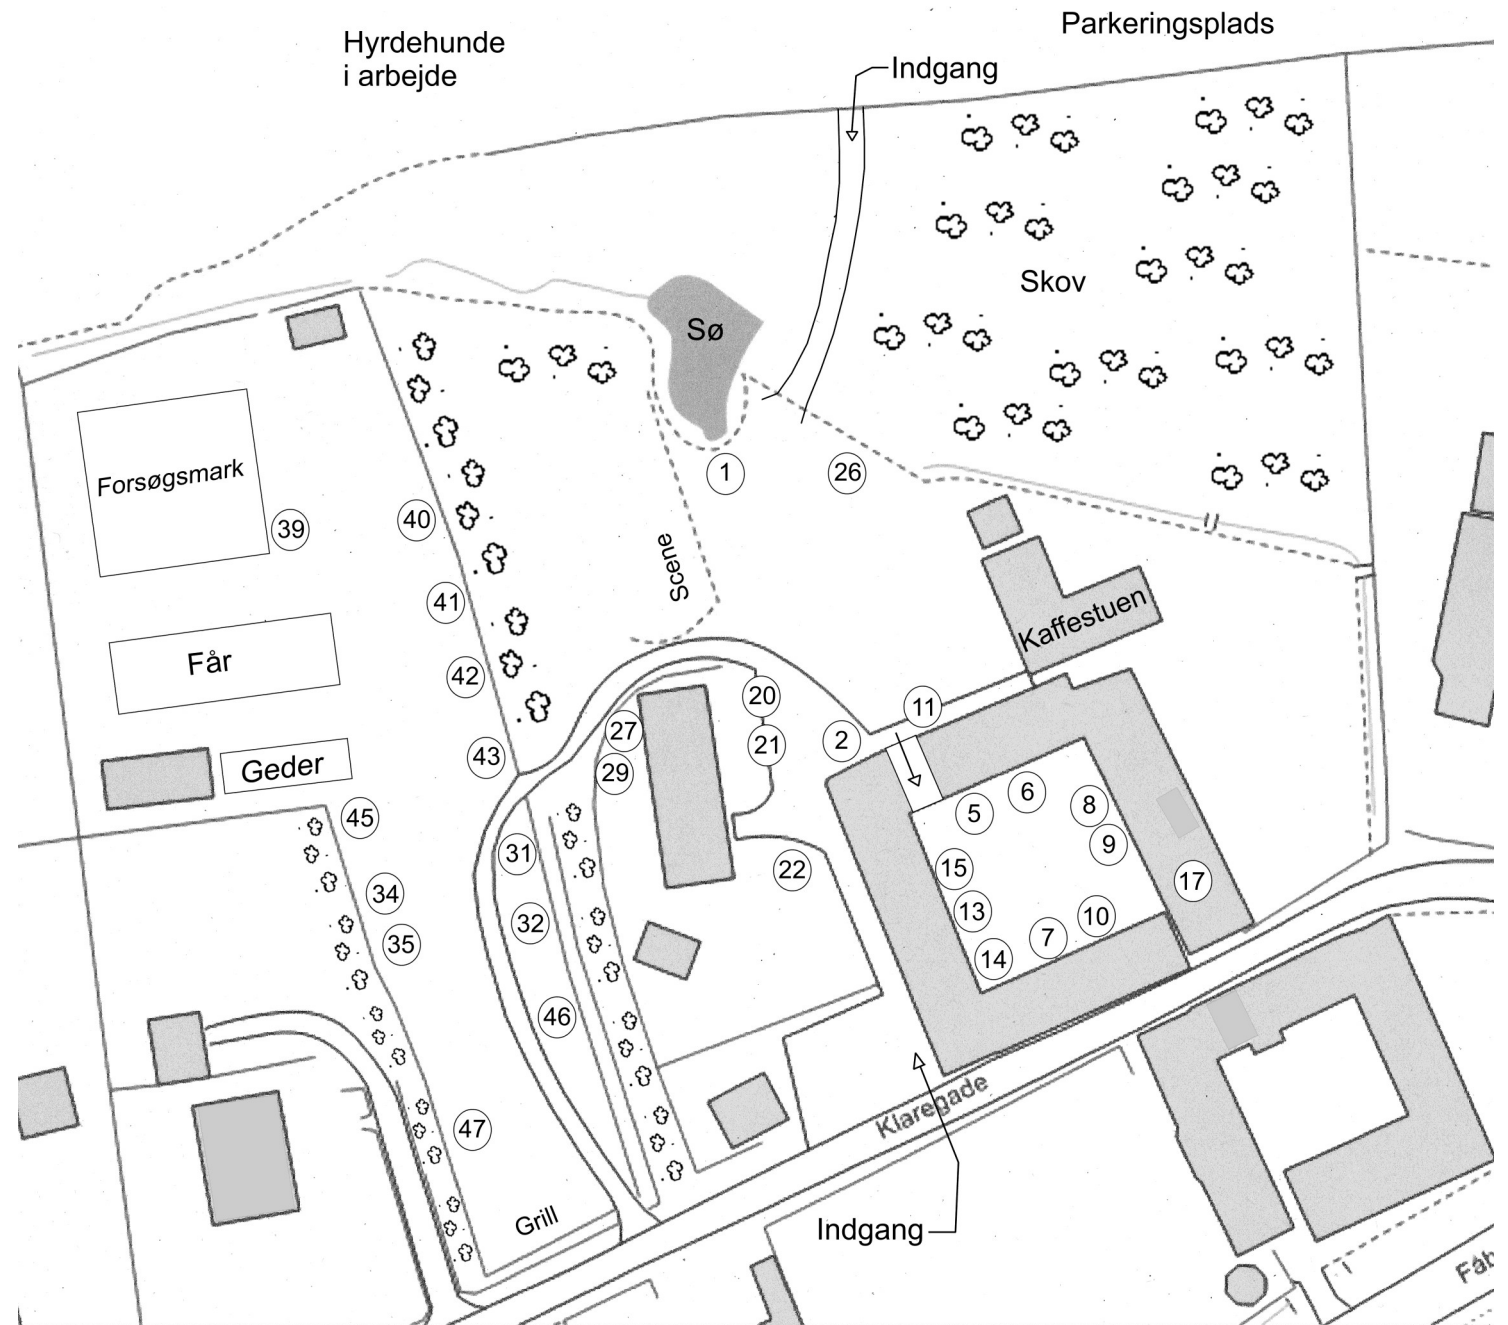 Parkeringsplads
Hyrdehunde
i arbejde
Indgang
Skov
Sø
Forsøgsmark
1
26
39
40
Scene
41
Kaffestuen
Får
42
20
11
27
21
2
43
Geder
29
6
8
5
45
9
31
15
22
17
34
13
10
32
35
7
14
46
47
Klaregade
Grill
Indgang
Fåb